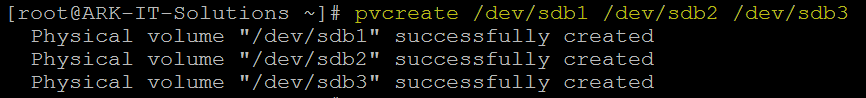 [root@ARK-IT-Solutions ~]# pvcreate /dev/sdb1 /dev/sdb2 /dev/sdb3
Physical volume "/dev/sdb1" successfully created
Physical volume "/dev/sdb2" successfully created
Physical volume "/dev/sdb3" successfully created